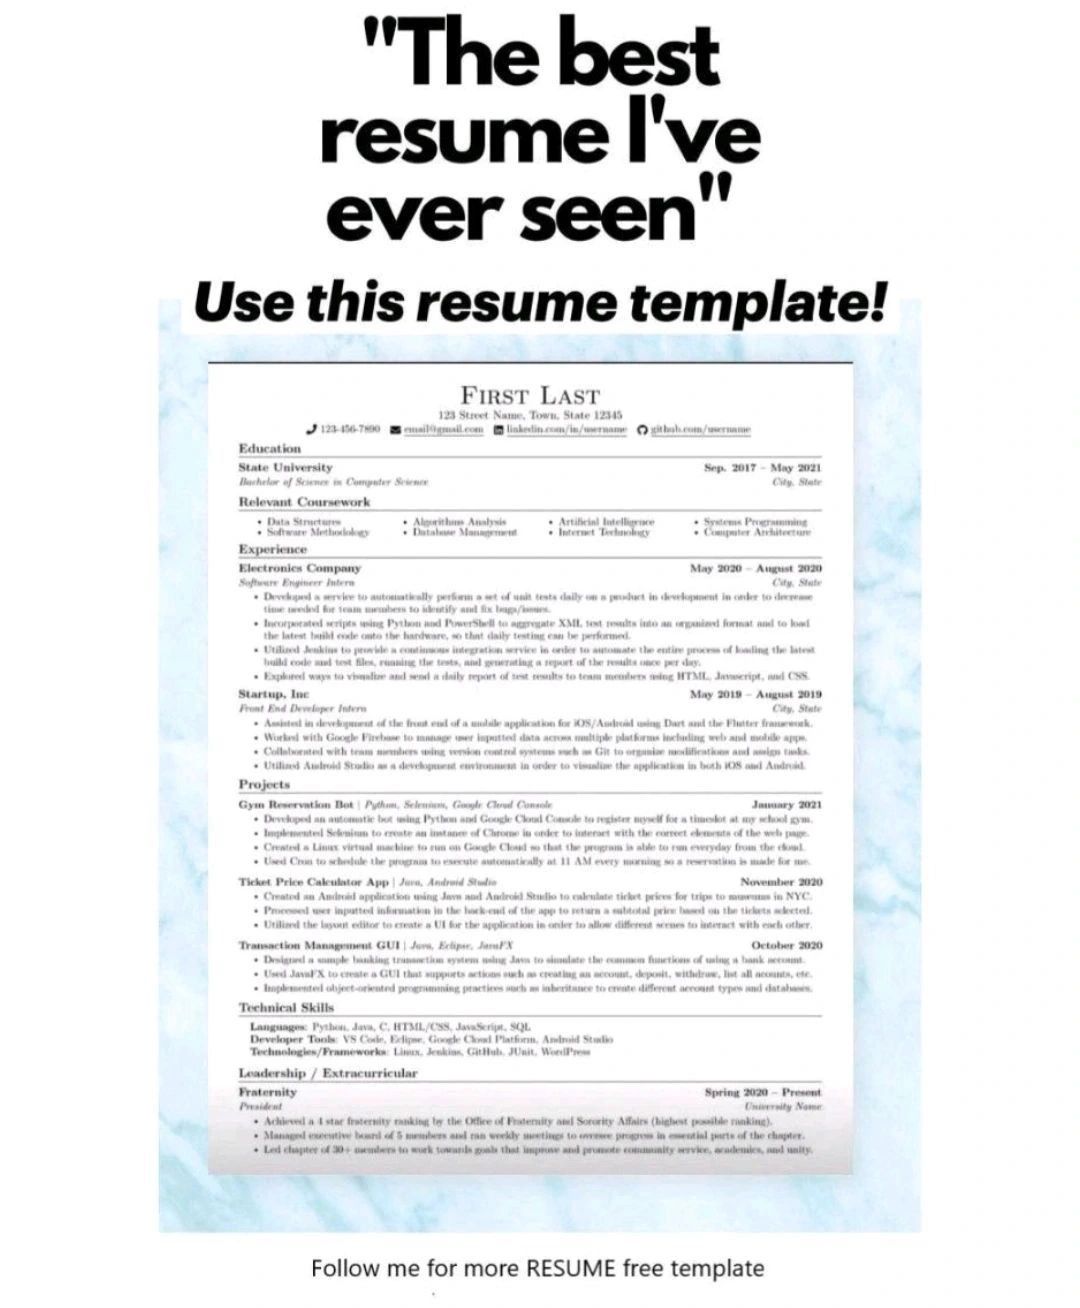 "The best
resume I've
ever seen"
Use this resume template!
First Last
123 Street Name, Town, State 12345
123-456-7890 email@gmail.com linkedin.com/in/username github.com/username
Education
State University Sep. 2017 – May 2021
Bachelor of Science in Computer Science City, State
Relevant Coursework
• Data Structures • Algorithms Analysis • Artificial Intelligence • Systems Programming
• Software Methodology • Database Management • Internet Technology • Computer Architecture
Experience
Electronics Company May 2020 – August 2020
Software Engineer Intern City, State
• Developed a service to automatically perform a set of unit tests daily on a product in development in order to decrease
time needed for team members to identify and fix bugs/issues.
• Incorporated scripts using Python and PowerShell to aggregate XML test results into an organized format and to load
the latest build code onto the hardware, so that daily testing can be performed.
• Utilized Jenkins to provide a continuous integration service in order to automate the entire process of loading the latest
build code and test files, running the tests, and generating a report of the results once per day.
• Explored ways to visualize and send a daily report of test results to team members using HTML, Javascript, and CSS.
Startup, Inc May 2019 – August 2019
Front End Developer Intern City, State
• Assisted in development of the front end of a mobile application for iOS/Android using Dart and the Flutter framework.
• Worked with Google Firebase to manage user inputted data across multiple platforms including web and mobile apps.
• Collaborated with team members using version control systems such as Git to organize modifications and assign tasks.
• Utilized Android Studio as a development environment in order to visualize the application in both iOS and Android.
Projects
Gym Reservation Bot | Python, Selenium, Google Cloud Console January 2021
• Developed an automatic bot using Python and Google Cloud Console to register myself for a timeslot at my school gym.
• Implemented Selenium to create an instance of Chrome in order to interact with the correct elements of the web page.
• Created a Linux virtual machine to run on Google Cloud so that the program is able to run everyday from the cloud.
• Used Cron to schedule the program to execute automatically at 11 AM every morning so a reservation is made for me.
Ticket Price Calculator App | Java, Android Studio November 2020
• Created an Android application using Java and Android Studio to calculate ticket prices for trips to museums in NYC.
• Processed user inputted information in the back-end of the app to return a subtotal price based on the tickets selected.
• Utilized the layout editor to create a UI for the application in order to allow different scenes to interact with each other.
Transaction Management GUI | Java, Eclipse, JavaFX October 2020
• Designed a sample banking transaction system using Java to simulate the common functions of using a bank account.
• Used JavaFX to create a GUI that supports actions such as creating an account, deposit, withdraw, list all acounts, etc.
• Implemented object-oriented programming practices such as inheritance to create different account types and databases.
Technical Skills
Languages: Python, Java, C, HTML/CSS, JavaScript, SQL
Developer Tools: VS Code, Eclipse, Google Cloud Platform, Android Studio
Technologies/Frameworks: Linux, Jenkins, GitHub, JUnit, WordPress
Leadership / Extracurricular
Fraternity Spring 2020 – Present
President University Name
• Achieved a 4 star fraternity ranking by the Office of Fraternity and Sorority Affairs (highest possible ranking).
• Managed executive board of 5 members and ran weekly meetings to oversee progress in essential parts of the chapter.
• Led chapter of 30+ members to work towards goals that improve and promote community service, academics, and unity.
Follow me for more RESUME free template